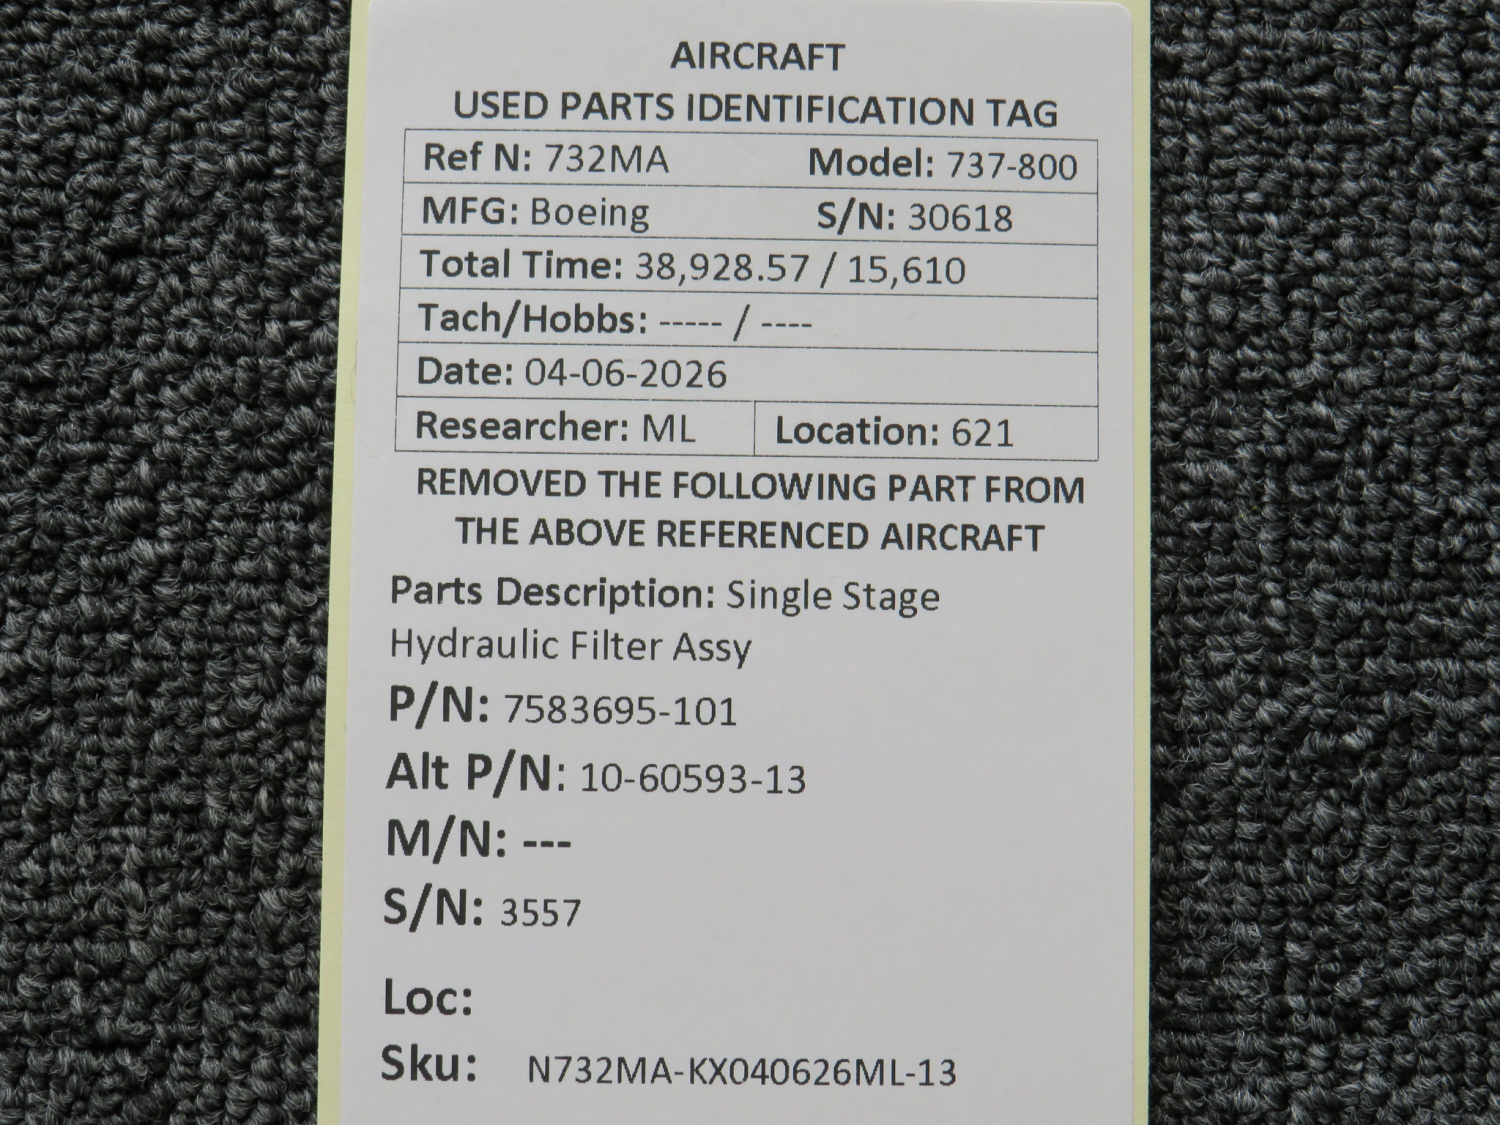 AIRCRAFT
USED PARTS IDENTIFICATION TAG
Ref N: 732MA Model: 737-800
MFG: Boeing S/N: 30618
Total Time: 38,928.57 / 15,610
Tach/Hobbs: ----- / ----
Date: 04-06-2026
Researcher: ML Location: 621
REMOVED THE FOLLOWING PART FROM
THE ABOVE REFERENCED AIRCRAFT
Parts Description: Single Stage
Hydraulic Filter Assy
P/N: 7583695-101
Alt P/N: 10-60593-13
M/N: ---
S/N: 3557
Loc:
Sku: N732MA-KX040626ML-13